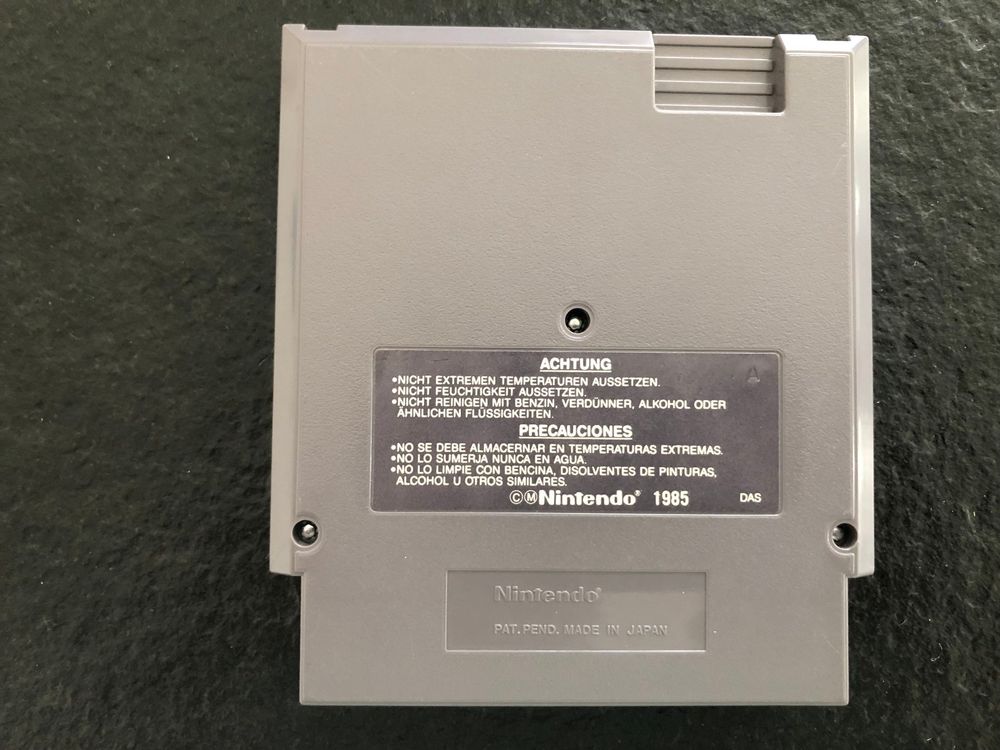 ACHTUNG
•NICHT EXTREMEN TEMPERATUREN AUSSETZEN.
•NICHT FEUCHTIGKEIT AUSSETZEN.
•NICHT REINIGEN MIT BENZIN, VERDÜNNER, ALKOHOL ODER
ÄHNLICHEN FLÜSSIGKEITEN.
PRECAUCIONES
•NO SE DEBE ALMACERNAR EN TEMPERATURAS EXTREMAS.
•NO LO SUMERJA NUNCA EN AGUA.
•NO LO LIMPIE CON BENCINA, DISOLVENTES DE PINTURAS,
ALCOHOL U OTROS SIMILARES.
©Ⓜ Nintendo® 1985 DAS
A
Nintendo®
PAT. PEND. MADE IN JAPAN